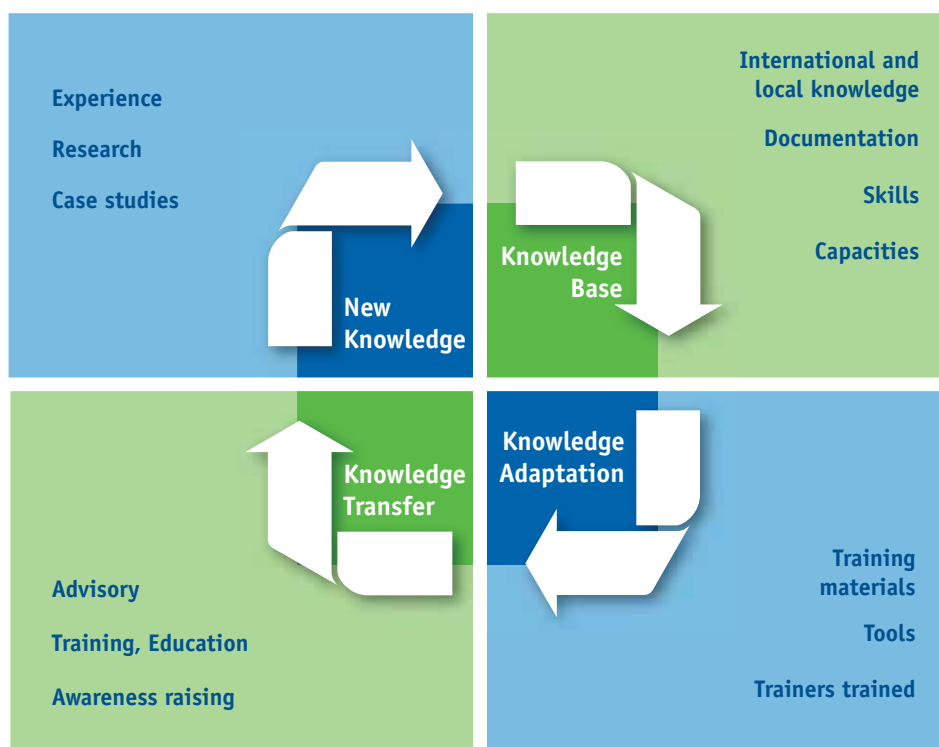 Experience
Research
Case studies
New
Knowledge
International and
local knowledge
Documentation
Skills
Capacities
Knowledge
Base
Knowledge
Transfer
Advisory
Training, Education
Awareness raising
Knowledge
Adaptation
Training
materials
Tools
Trainers trained